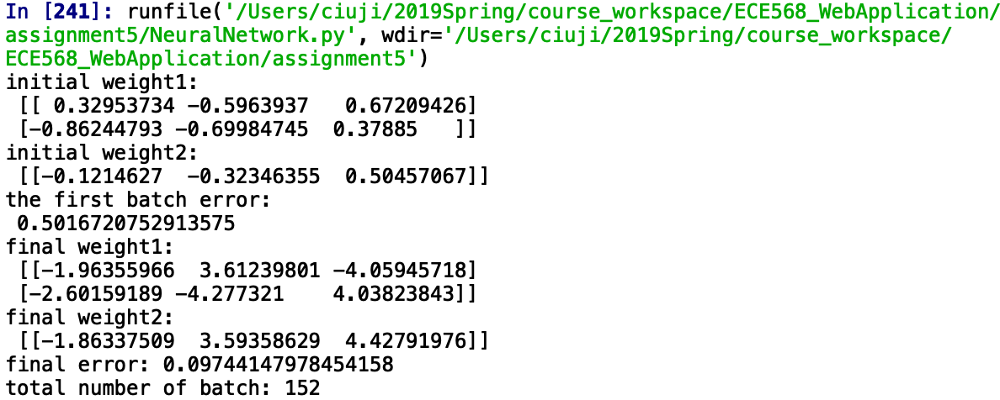 In [241]: runfile('/Users/ciuji/2019Spring/course_workspace/ECE568_WebApplication/
assignment5/NeuralNetwork.py', wdir='/Users/ciuji/2019Spring/course_workspace/
ECE568_WebApplication/assignment5')
initial weight1:
 [[ 0.32953734 -0.5963937   0.67209426]
 [-0.86244793 -0.69984745  0.37885   ]]
initial weight2:
 [[-0.1214627  -0.32346355  0.50457067]]
the first batch error:
 0.5016720752913575
final weight1:
 [[-1.96355966  3.61239801 -4.05945718]
 [-2.60159189 -4.277321    4.03823843]]
final weight2:
 [[-1.86337509  3.59358629  4.42791976]]
final error: 0.09744147978454158
total number of batch: 152